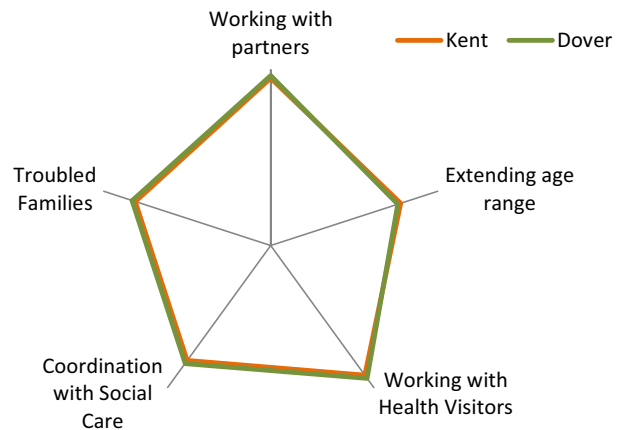 Working with
partners
Kent
Dover
Troubled
Families
Extending age
range
Coordination
with Social
Care
Working with
Health Visitors